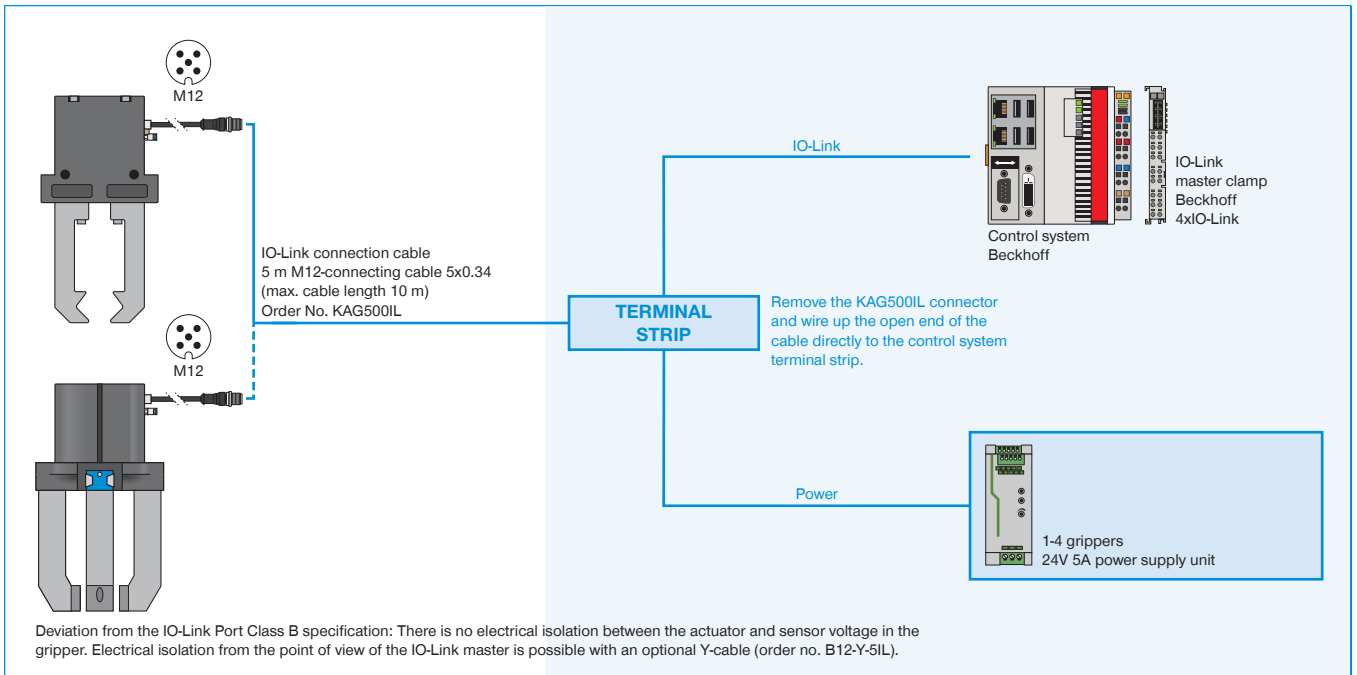 M12
IO-Link connection cable
5 m M12-connecting cable 5x0.34
(max. cable length 10 m)
Order No. KAG500IL
M12
TERMINAL
STRIP
IO-Link
Control system
Beckhoff
IO-Link
master clamp
Beckhoff
4xIO-Link
Remove the KAG500IL connector
and wire up the open end of the
cable directly to the control system
terminal strip.
Power
1-4 grippers
24V 5A power supply unit
Deviation from the IO-Link Port Class B specification: There is no electrical isolation between the actuator and sensor voltage in the
gripper. Electrical isolation from the point of view of the IO-Link master is possible with an optional Y-cable (order no. B12-Y-5IL).